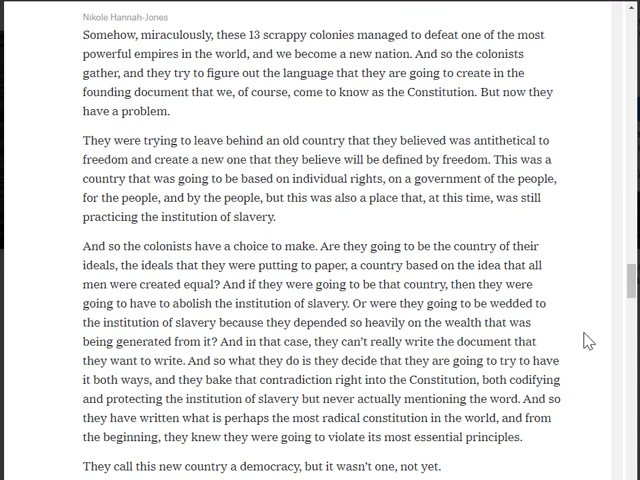 Nikole Hannah-Jones
Somehow, miraculously, these 13 scrappy colonies managed to defeat one of the most
powerful empires in the world, and we become a new nation. And so the colonists
gather, and they try to figure out the language that they are going to create in the
founding document that we, of course, come to know as the Constitution. But now they
have a problem.
They were trying to leave behind an old country that they believed was antithetical to
freedom and create a new one that they believe will be defined by freedom. This was a
country that was going to be based on individual rights, on a government of the people,
for the people, and by the people, but this was also a place that, at this time, was still
practicing the institution of slavery.
And so the colonists have a choice to make. Are they going to be the country of their
ideals, the ideals that they were putting to paper, a country based on the idea that all
men were created equal? And if they were going to be that country, then they were
going to have to abolish the institution of slavery. Or were they going to be wedded to
the institution of slavery because they depended so heavily on the wealth that was
being generated from it? And in that case, they can’t really write the document that
they want to write. And so what they do is they decide that they are going to try to have
it both ways, and they bake that contradiction right into the Constitution, both codifying
and protecting the institution of slavery but never actually mentioning the word. And so
they have written what is perhaps the most radical constitution in the world, and from
the beginning, they knew they were going to violate its most essential principles.
They call this new country a democracy, but it wasn’t one, not yet.